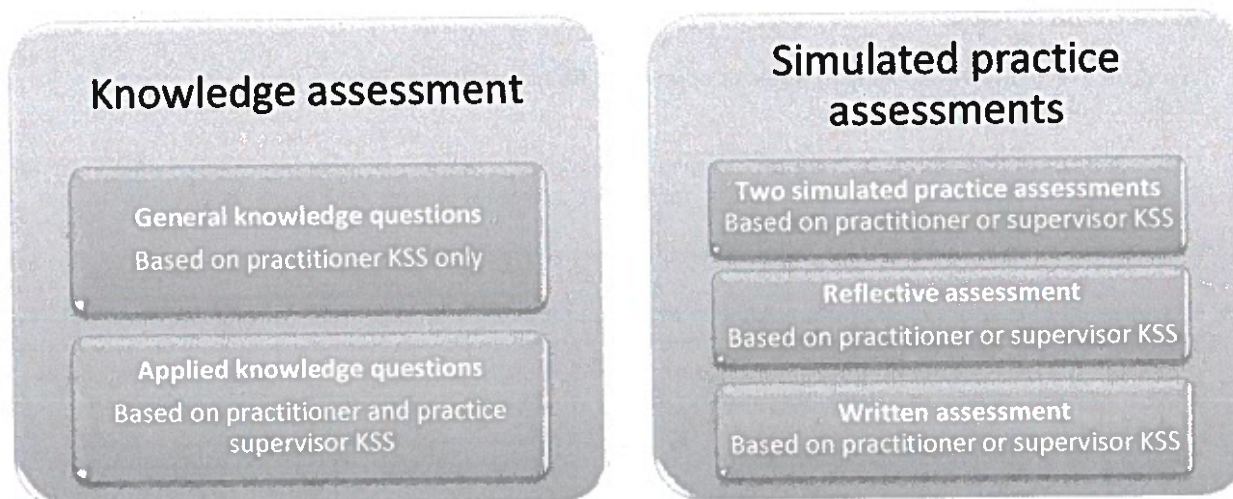 Knowledge assessment
General knowledge questions
Based on practitioner KSS only
Applied knowledge questions
Based on practitioner and practice
supervisor KSS
Simulated practice
assessments
Two simulated practice assessments
Based on practitioner or supervisor KSS
Reflective assessment
Based on practitioner or supervisor KSS
Written assessment
Based on practitioner or supervisor KSS